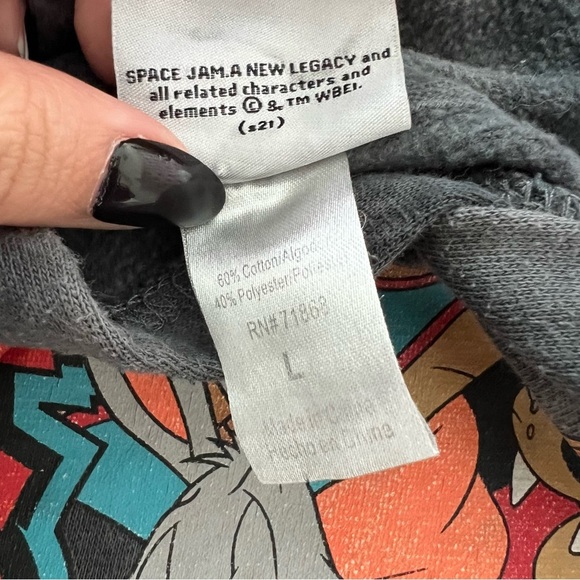 SPACE JAM.A NEW LEGACY and
all related characters and
elements © & ™ WBEI.
(s21)
60% Cotton/Algodón
40% Polyester/Poliester
RN#71863
L
Made in China
Hecho en China